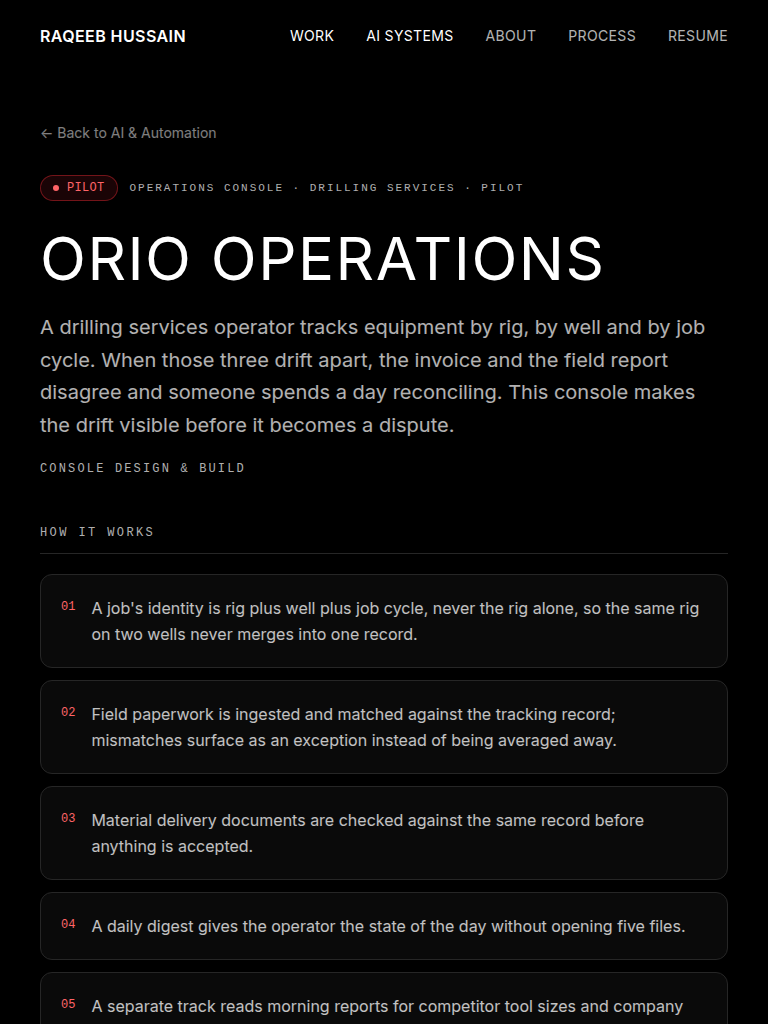 RAQEEB HUSSAIN
WORK
AI SYSTEMS
ABOUT
PROCESS
RESUME
← Back to AI & Automation
PILOT
OPERATIONS CONSOLE · DRILLING SERVICES · PILOT
ORIO OPERATIONS
A drilling services operator tracks equipment by rig, by well and by job
cycle. When those three drift apart, the invoice and the field report
disagree and someone spends a day reconciling. This console makes
the drift visible before it becomes a dispute.
CONSOLE DESIGN & BUILD
HOW IT WORKS
01 A job's identity is rig plus well plus job cycle, never the rig alone, so the same rig
on two wells never merges into one record.
02 Field paperwork is ingested and matched against the tracking record;
mismatches surface as an exception instead of being averaged away.
03 Material delivery documents are checked against the same record before
anything is accepted.
04 A daily digest gives the operator the state of the day without opening five files.
05 A separate track reads morning reports for competitor tool sizes and company